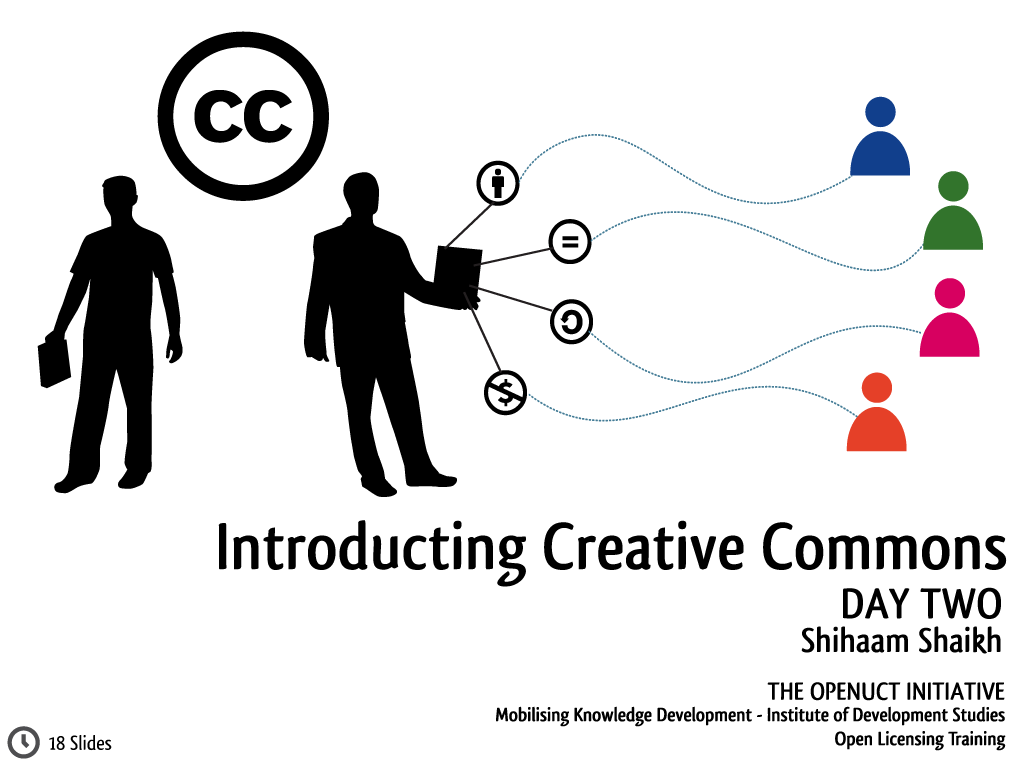 CC
=
$
Introducting Creative Commons
DAY TWO
Shihaam Shaikh
THE OPENUCT INITIATIVE
Mobilising Knowledge Development - Institute of Development Studies
Open Licensing Training
18 Slides